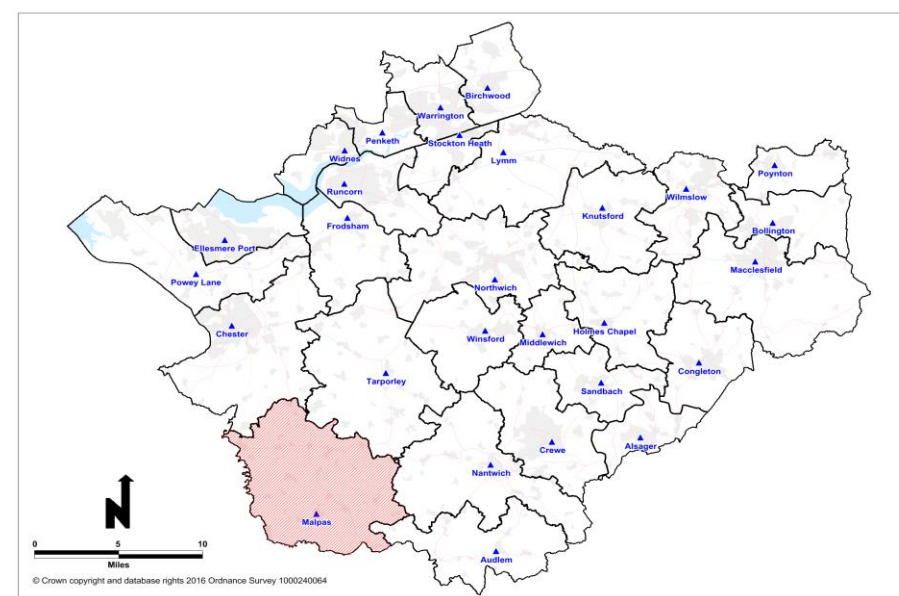 Birchwood
Warrington
Penketh
Stockton Heath
Widnes
Lymm
Poynton
Runcorn
Wilmslow
Knutsford
Frodsham
Bollington
Ellesmere Port
Macclesfield
Powey Lane
Northwich
Chester
Holmes Chapel
Winsford
Middlewich
Congleton
Tarporley
Sandbach
Alsager
Crewe
Nantwich
Malpas
Audlem
N
0 5 10
Miles
© Crown copyright and database rights 2016 Ordnance Survey 1000240064